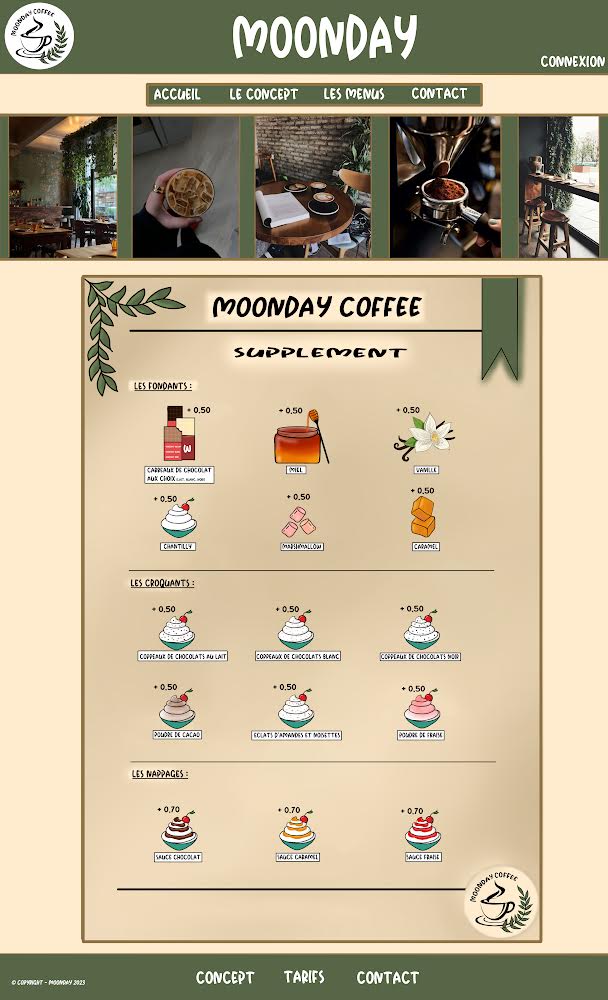 MOONDAY COFFEE
MOONDAY
CONNEXION
ACCUEIL
LE CONCEPT
LES MENUS
CONTACT
MOONDAY COFFEE
SUPPLEMENT
LES FONDANTS :
+ 0,50
+ 0,50
+ 0,50
CARREAUX DE CHOCOLAT
AUX CHOIX (LAIT, BLANC, NOIR)
MIEL
VANILLE
+ 0,50
+ 0,50
+ 0,50
CHANTILLY
MARSHMALLOW
CARAMEL
LES CROQUANTS :
+ 0,50
+ 0,50
+ 0,50
COPEAUX DE CHOCOLATS AU LAIT
COPEAUX DE CHOCOLATS BLANC
COPEAUX DE CHOCOLATS NOIR
+ 0,50
+ 0,50
+ 0,50
POUDRE DE CACAO
ECLATS D'AMANDES ET NOISETTES
POUDRE DE FRAISE
LES NAPPAGES :
+ 0,70
+ 0,70
+ 0,70
SAUCE CHOCOLAT
SAUCE CARAMEL
SAUCE FRAISE
MOONDAY COFFEE
CONCEPT
TARIFS
CONTACT
© COPYRIGHT - MOONDAY 2023